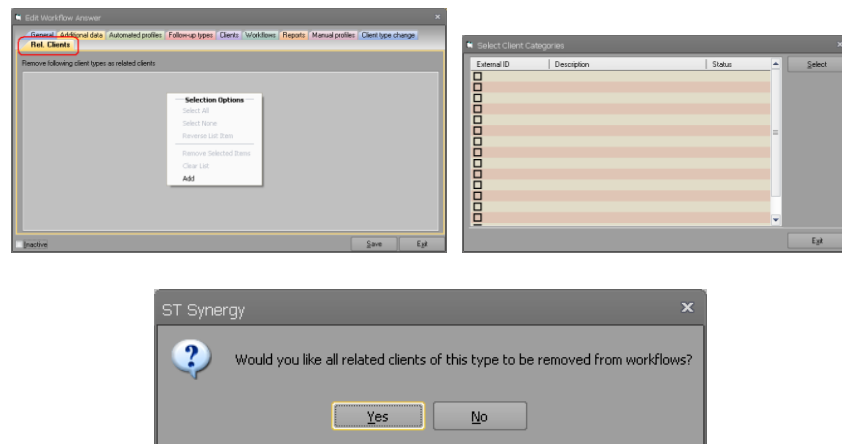 Edit Workflow Answer
General Additional data Automated profiles Follow-up types Clients Workflows Reports Manual profiles Client type change
Rel. Clients
Remove following client types as related clients
Selection Options
Select All
Select None
Reverse List Item
Remove Selected Items
Clear List
Add
Inactive
Save Exit
Select Client Categories
External ID Description Status
Select
Exit
ST Synergy
Would you like all related clients of this type to be removed from workflows?
Yes No